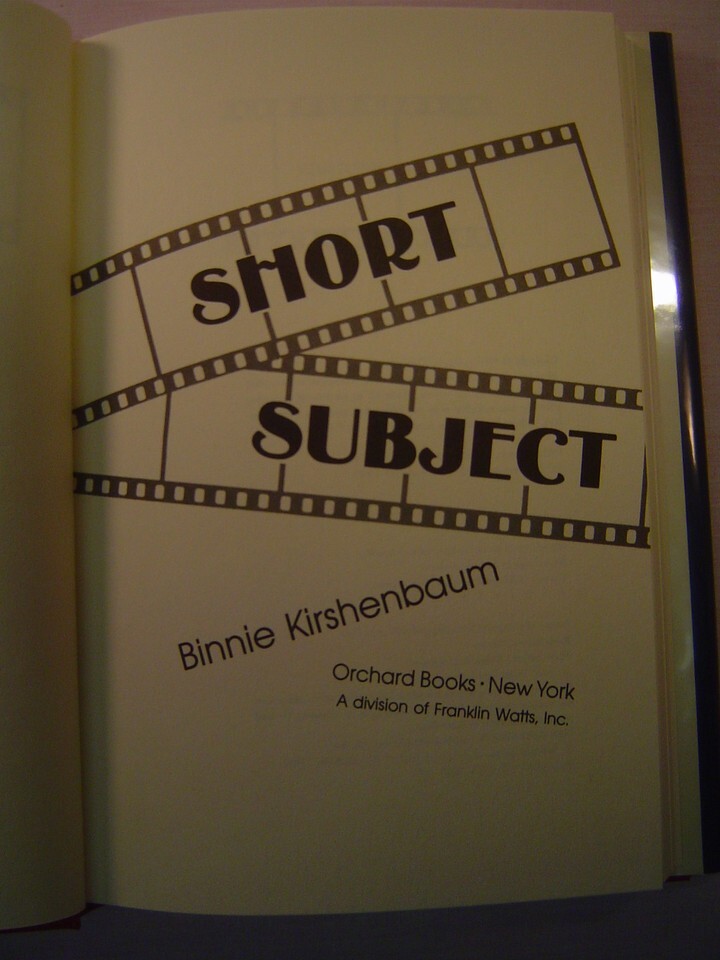 SHORT
SUBJECT
Binnie Kirshenbaum
Orchard Books · New York
A division of Franklin Watts, Inc.